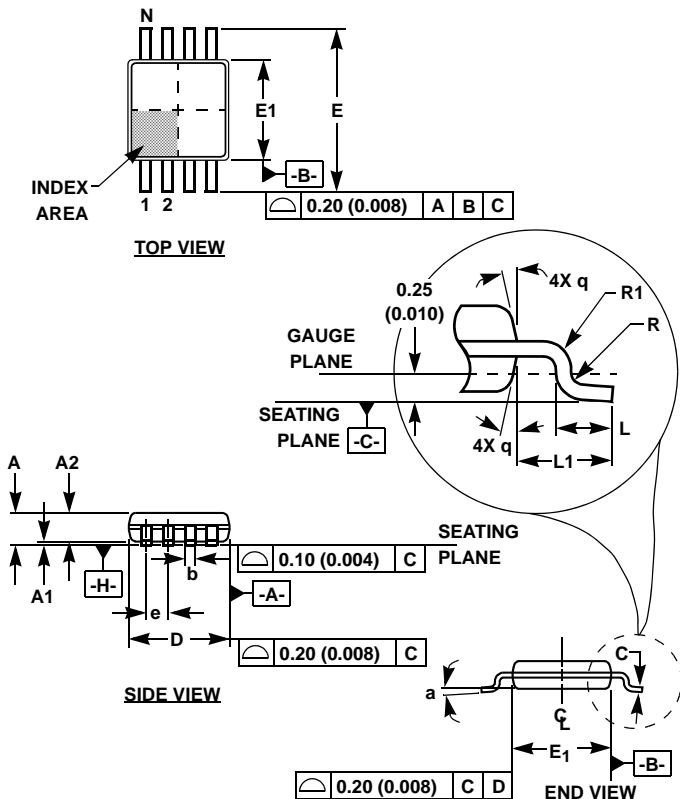 N
E1
E
-B-
INDEX
AREA
1 2
0.20 (0.008) A B C
TOP VIEW
0.25
(0.010)
4X q
R1
R
GAUGE
PLANE
SEATING
PLANE
-C-
4X q
L
L1
A A2
SEATING
PLANE
0.10 (0.004) C
-H-
A1
b
e
-A-
D
0.20 (0.008) C
SIDE VIEW
C
a
CL
E1
-B-
0.20 (0.008) C D
END VIEW